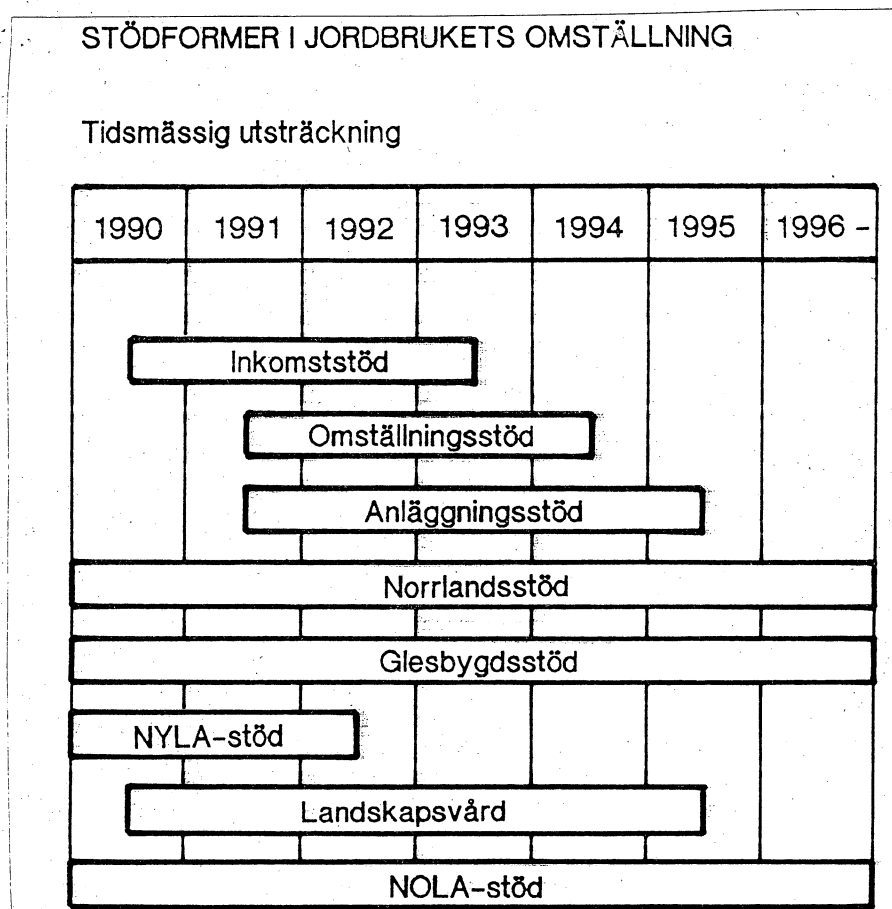 STÖDFORMER I JORDBRUKETS OMSTÄLLNING
Tidsmässig utsträckning
1990 1991 1992 1993 1994 1995 1996 -
Inkomststöd
Omställningsstöd
Anläggningsstöd
Norrlandsstöd
Glesbygdsstöd
NYLA-stöd
Landskapsvård
NOLA-stöd